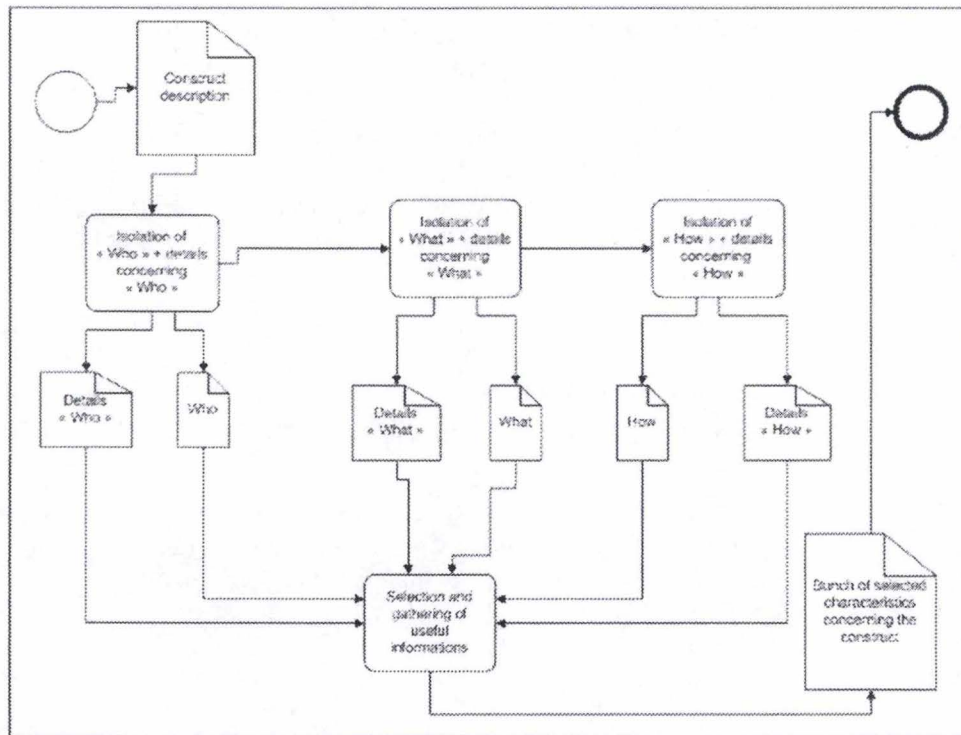 Construct
description
Isolation of
« Who » + details
concerning
« Who »
Isolation of
« What » + details
concerning
« What »
Isolation of
« How » + details
concerning
« How »
Details
« Who »
Who
Details
« What »
What
How
Details
« How »
Selection and
gathering of
useful
informations
Bunch of selected
characteristics
concerning the
construct